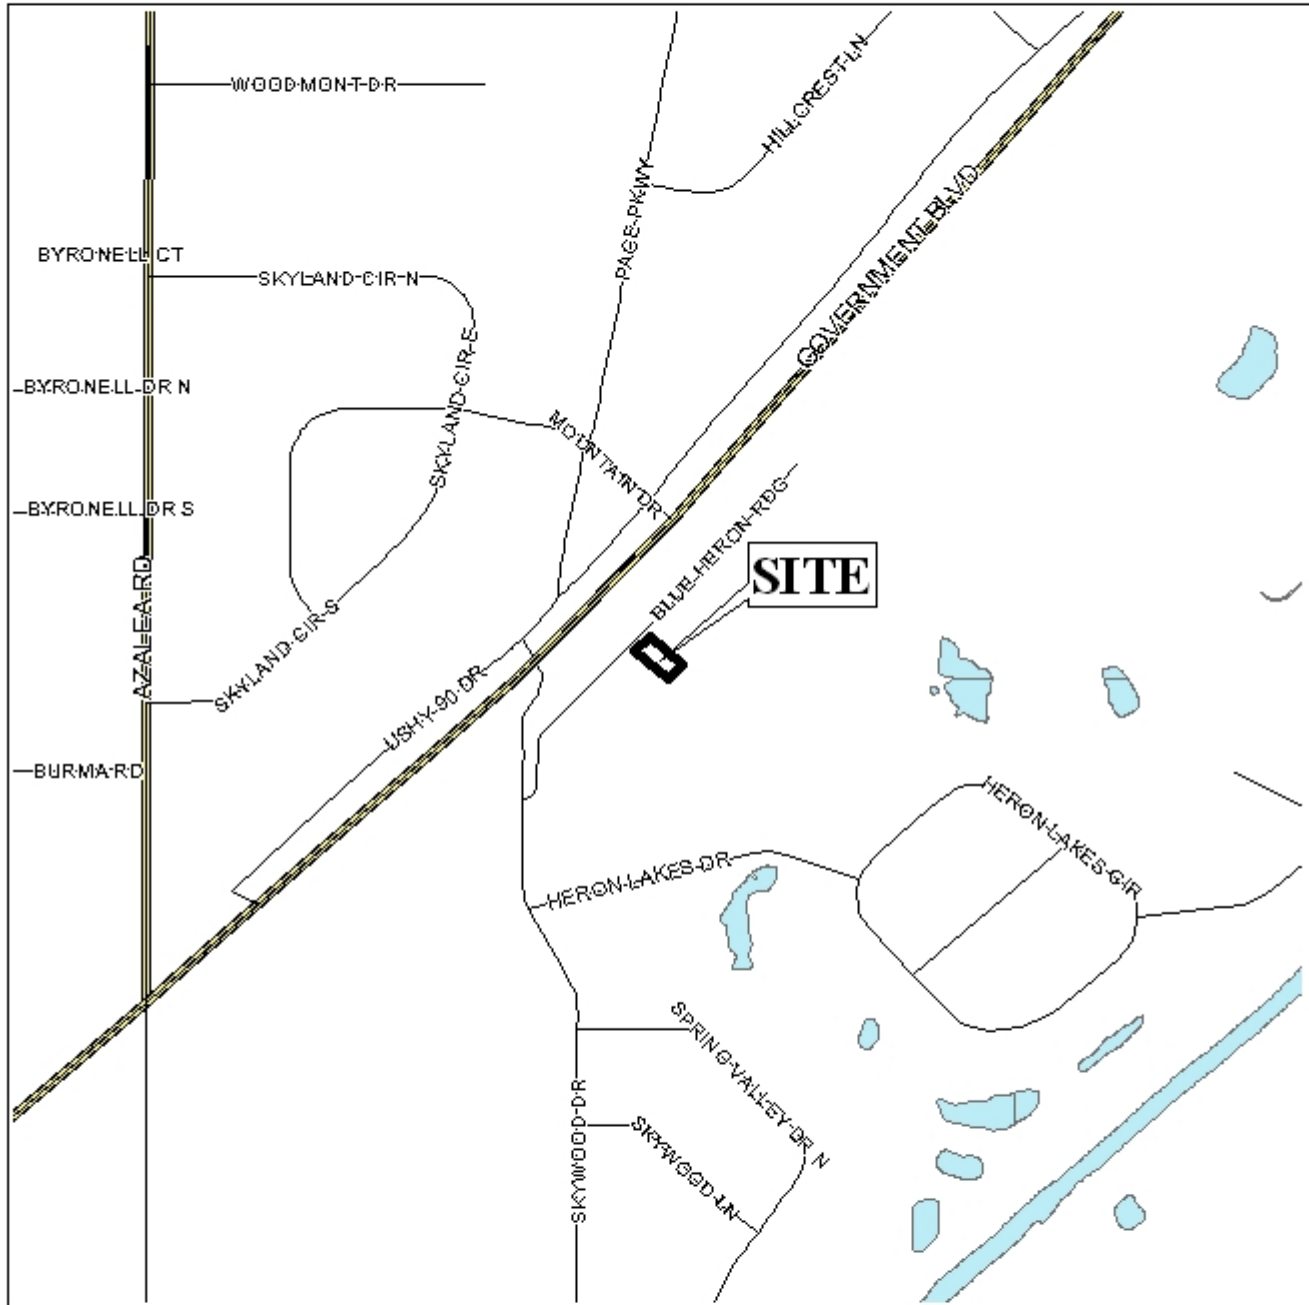 WOODMONT DR
HILLCREST LN
PAGE PKWY
GOVERNMENT BLVD
BYRONELL CT
SKYLAND CIR N
SKYLAND CIR E
BYRONELL DR N
MOUNTAIN DR
BYRONELL DR S
BLUE HERON RDG
SITE
AZALEA RD
SKYLAND CIR S
US HY 90 DR
BURMA RD
HERON LAKES CIR
HERON LAKES DR
SPRING VALLEY DR N
SKYWOOD DR
SKYWOOD LN